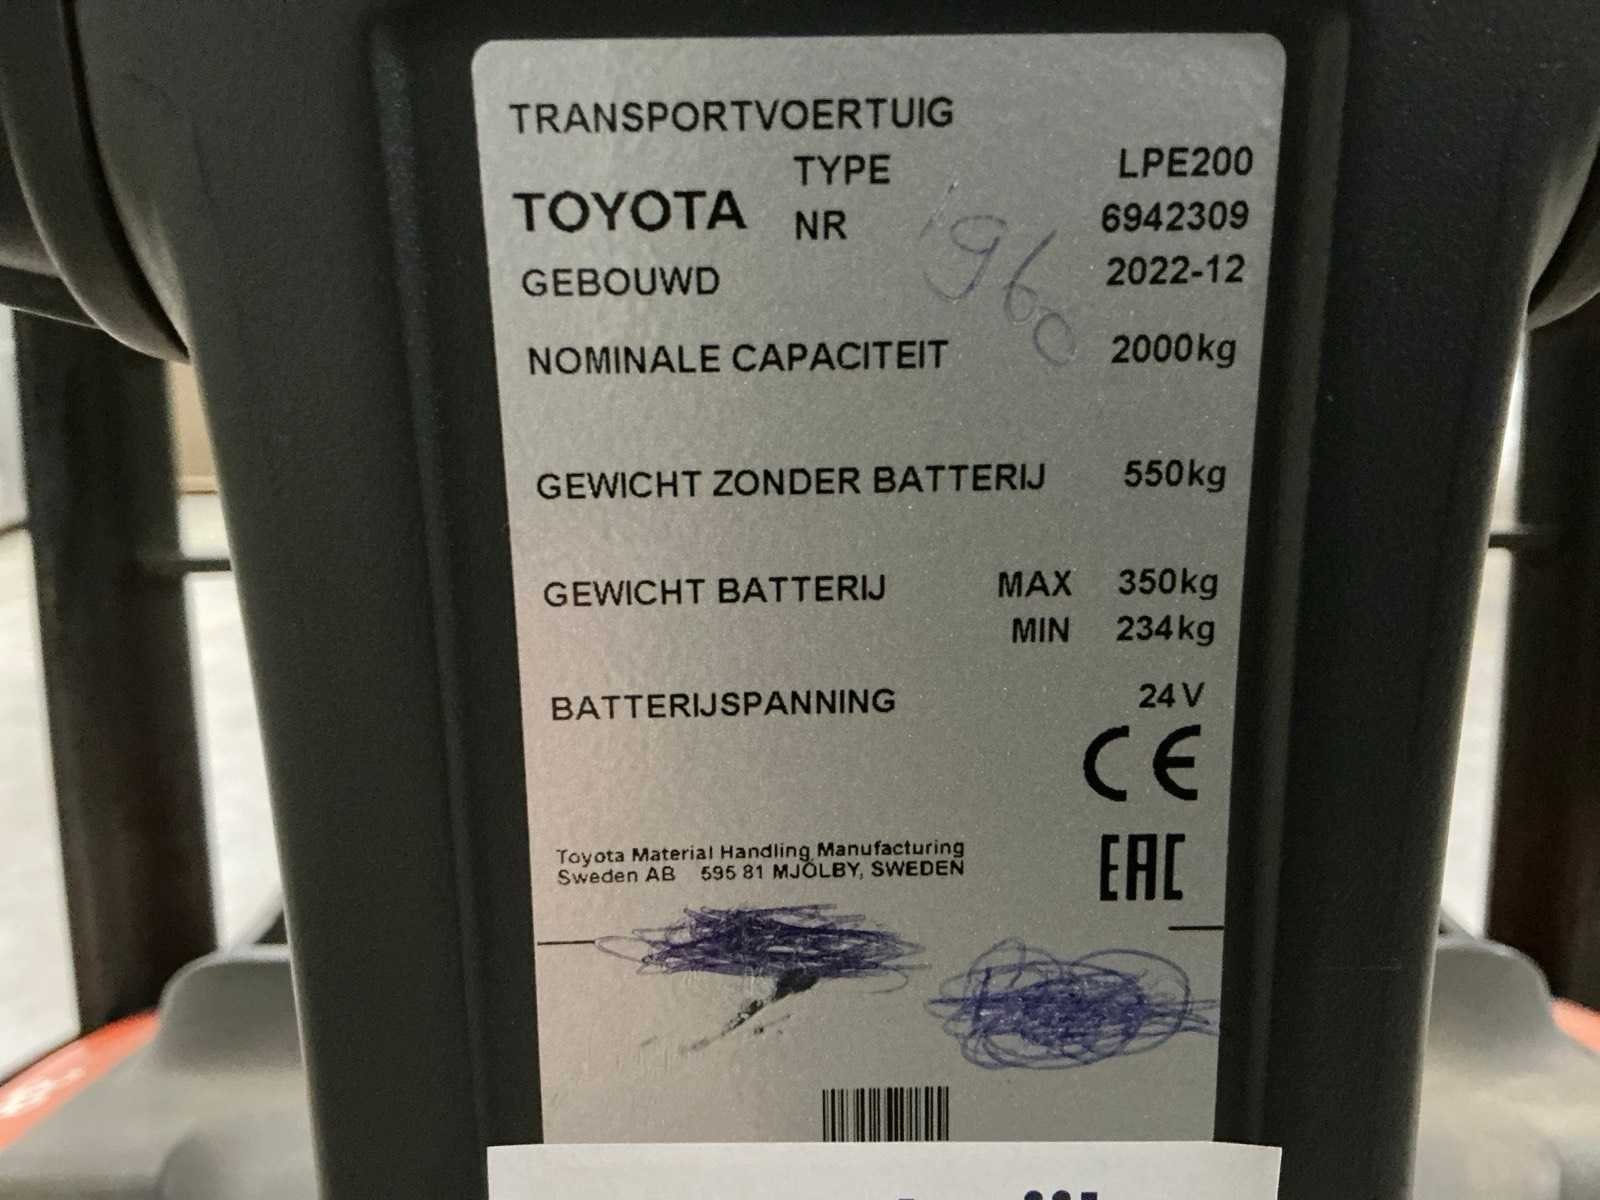 TRANSPORTVOERTUIG
TYPE LPE200
TOYOTA NR 6942309
960
GEBOUWD 2022-12
NOMINALE CAPACITEIT 2000kg
GEWICHT ZONDER BATTERIJ 550kg
GEWICHT BATTERIJ MAX 350kg
MIN 234kg
BATTERIJSPANNING 24V
CE
Toyota Material Handling Manufacturing
Sweden AB 595 81 MJÖLBY, SWEDEN
EAC